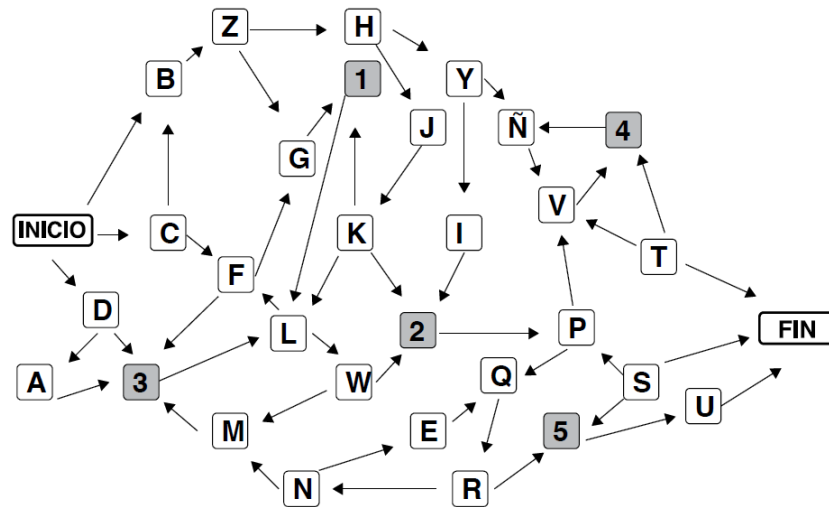 Z H
B 1 Y
J Ñ 4
G
V
INICIO C K I
F T
D L 2 P FIN
A 3 W Q S
U
M E 5
N R